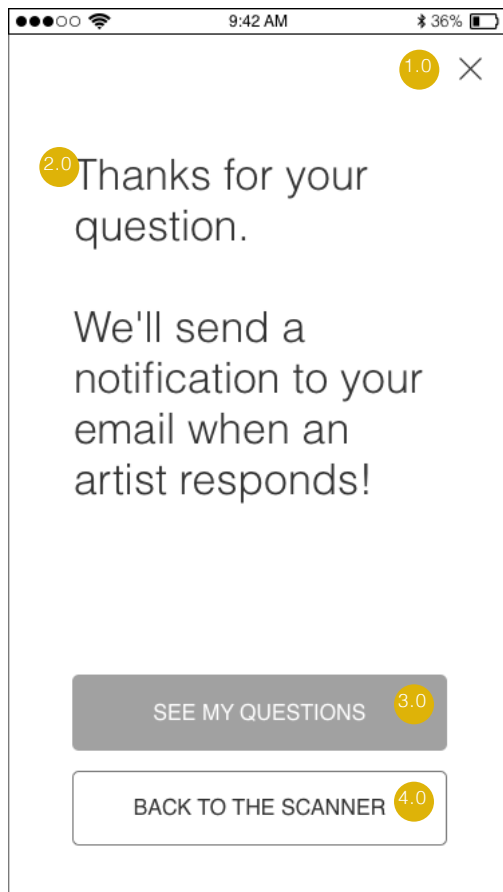 9:42 AM 36%
1.0
2.0 Thanks for your
question.
We'll send a
notification to your
email when an
artist responds!
SEE MY QUESTIONS 3.0
BACK TO THE SCANNER 4.0